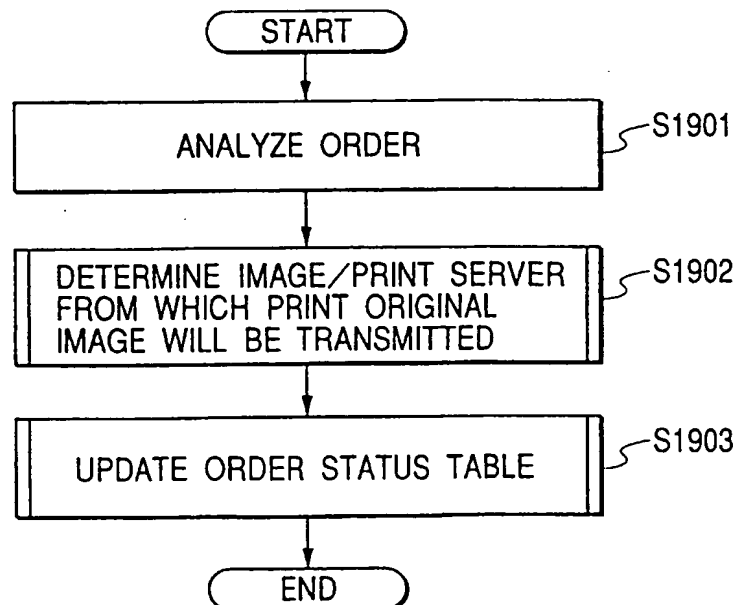 START
ANALYZE ORDER
S1901
DETERMINE IMAGE/PRINT SERVER
FROM WHICH PRINT ORIGINAL
IMAGE WILL BE TRANSMITTED
S1902
UPDATE ORDER STATUS TABLE
S1903
END